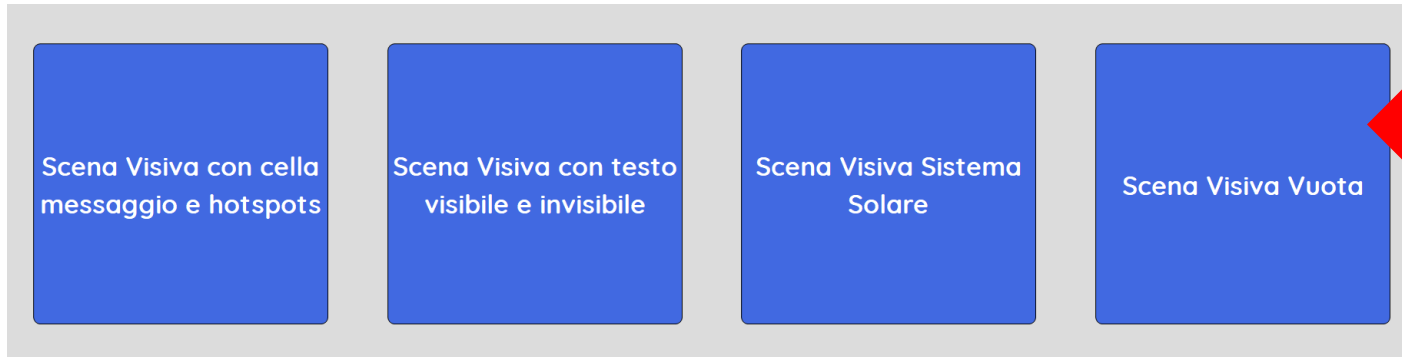 Scena Visiva con cella
messaggio e hotspots
Scena Visiva con testo
visibile e invisibile
Scena Visiva Sistema
Solare
Scena Visiva Vuota